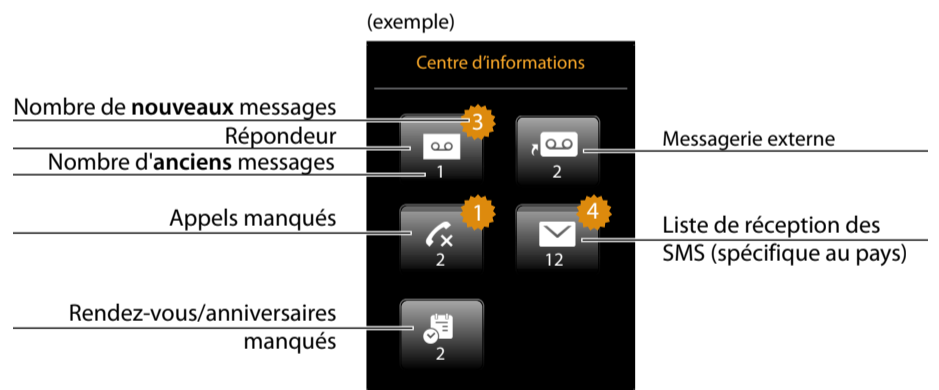 (exemple)
Centre d'informations
Nombre de nouveaux messages
3
Répondeur
Nombre d'anciens messages
1
Messagerie externe
2
Appels manqués
1
2
4
12
Liste de réception des
SMS (spécifique au pays)
Rendez-vous/anniversaires
manqués
2